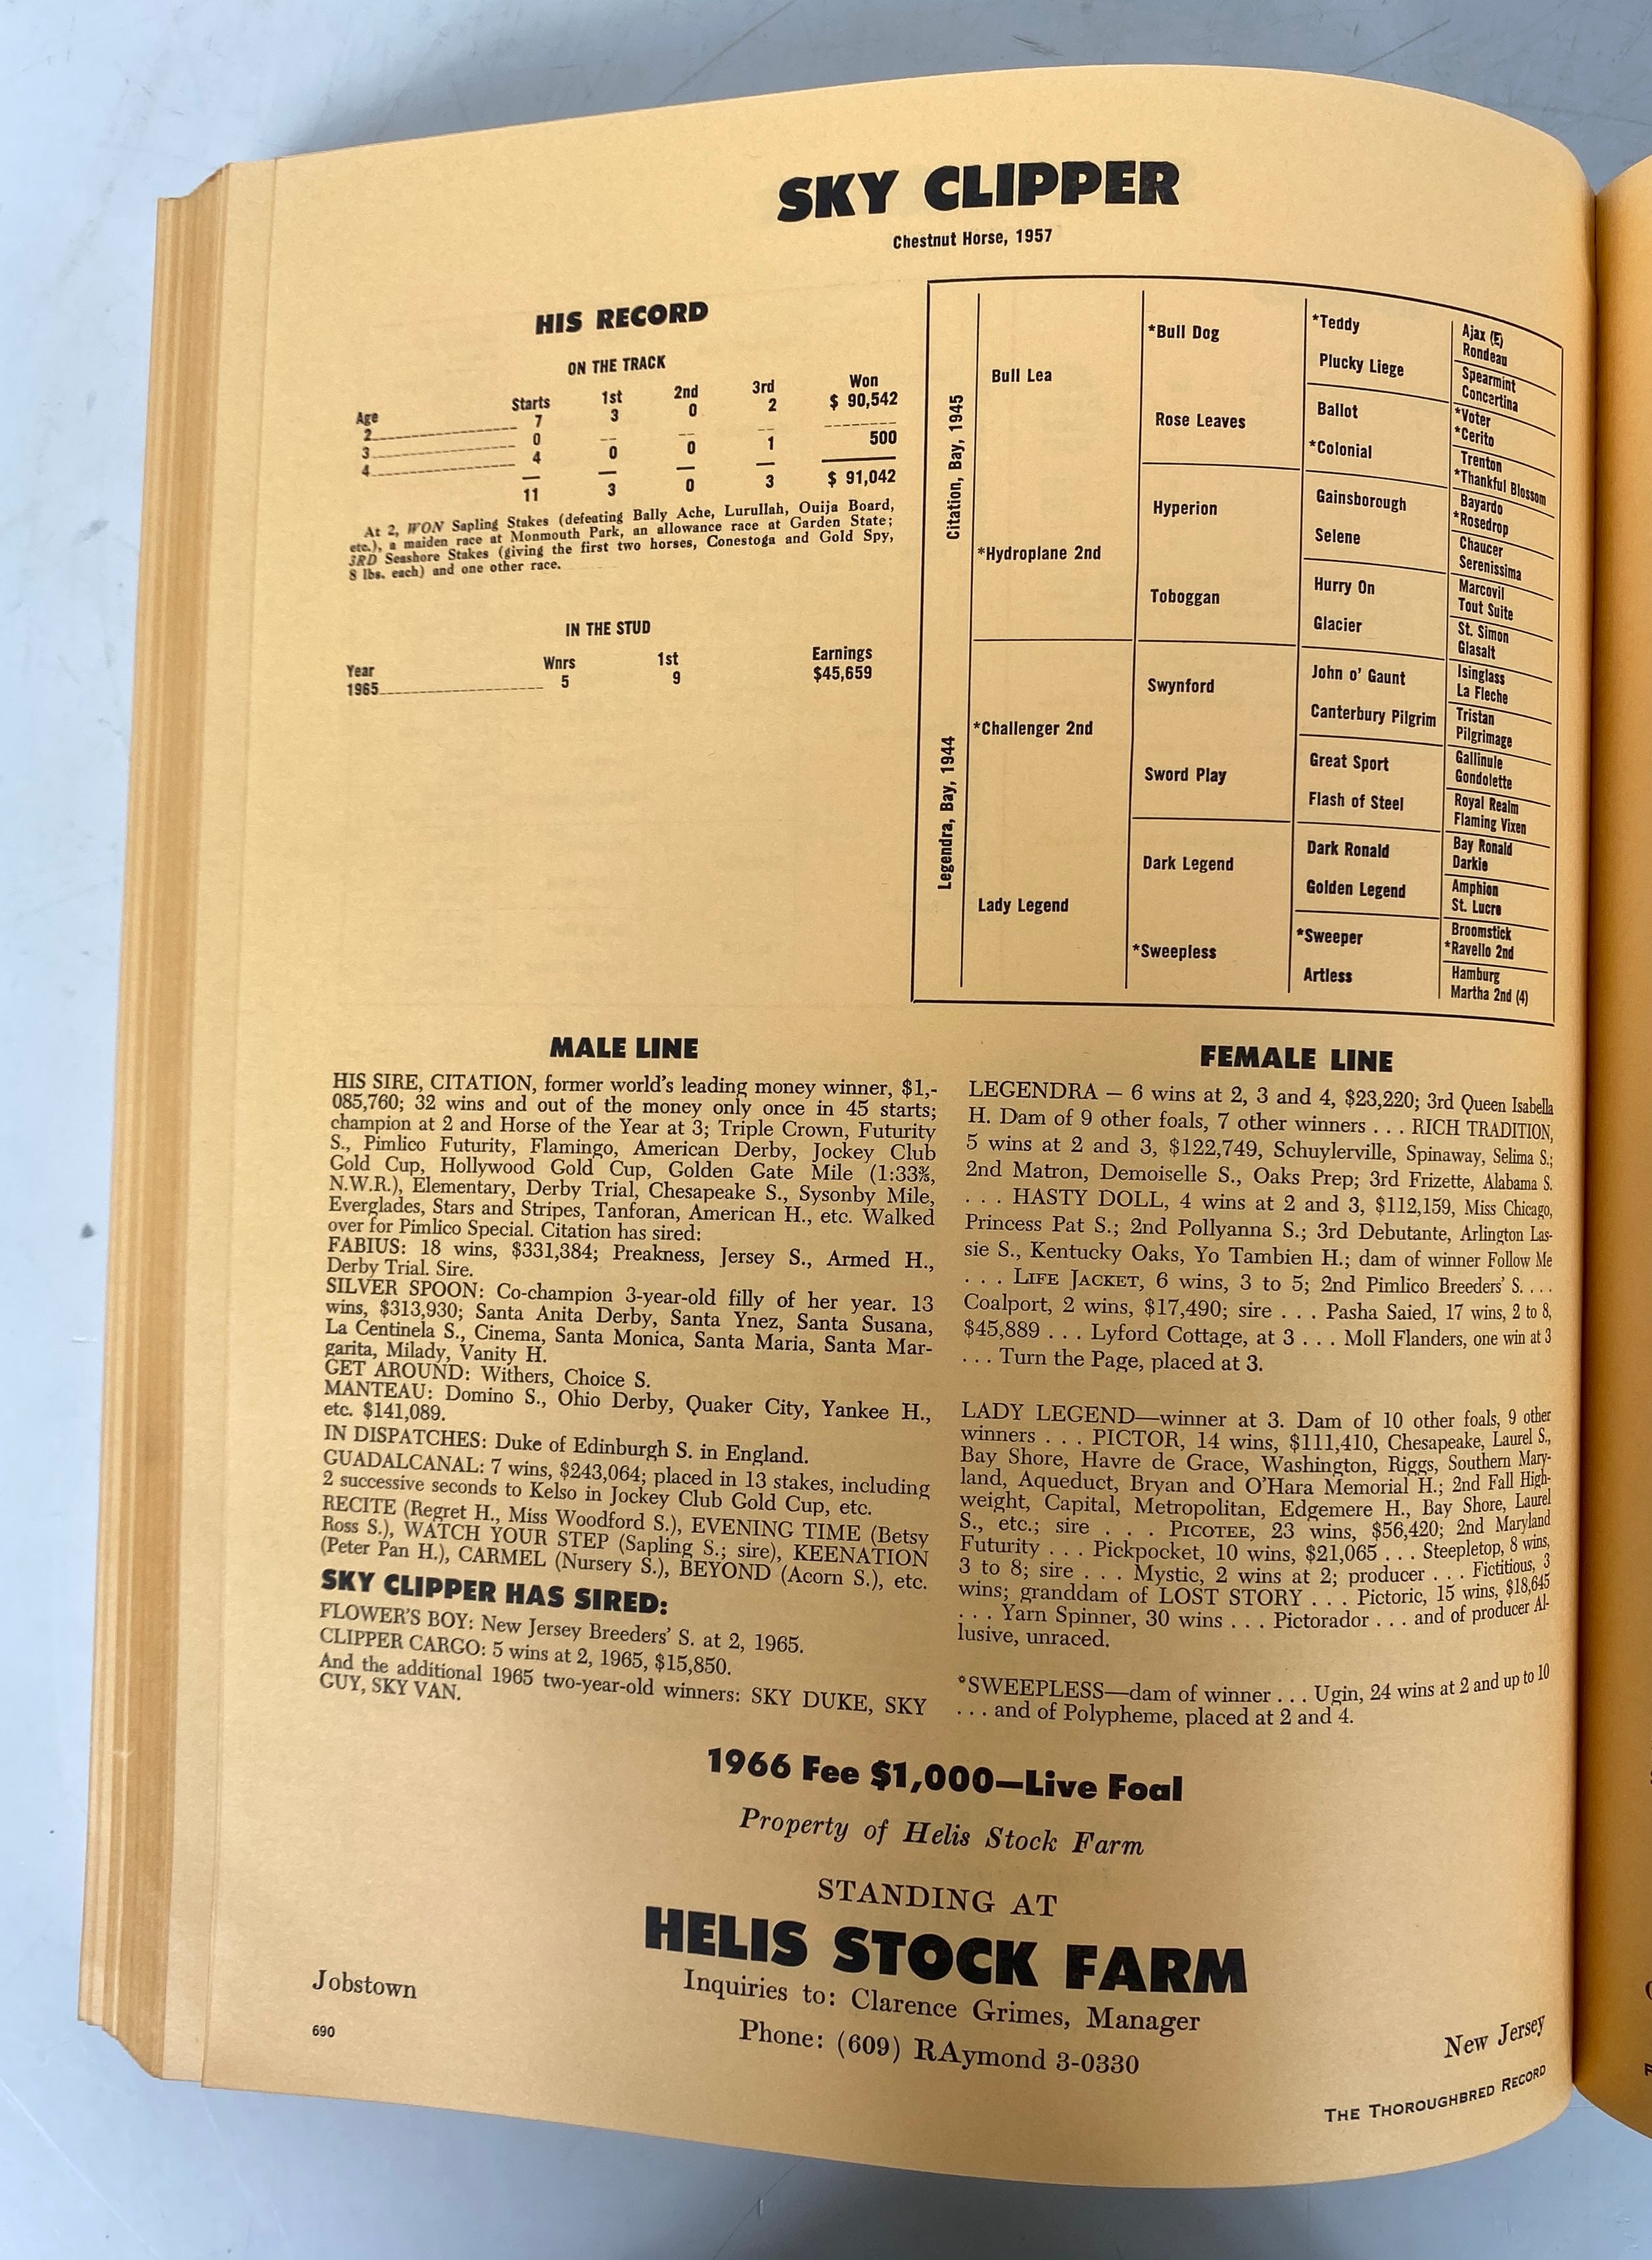 SKY CLIPPER
Chestnut Horse, 1957
HIS RECORD
ON THE TRACK
Age Starts 1st 2nd 3rd Won
2 7 3 0 2 $ 90,542
3 0 -- -- --
4 4 0 0 1 500
11 3 0 3 $ 91,042
At 2, WON Sapling Stakes (defeating Bally Ache, Lurullah, Ouija Board,
etc.), a maiden race at Monmouth Park, an allowance race at Garden State;
3RD Seashore Stakes (giving the first two horses, Conestoga and Gold Spy,
8 lbs. each) and one other race.
IN THE STUD
Year Wnrs 1st Earnings
1965 5 9 $45,659
Citation, Bay, 1945
Legendra, Bay, 1944
Bull Lea
*Hydroplane 2nd
*Challenger 2nd
Lady Legend
*Bull Dog
Rose Leaves
Hyperion
Toboggan
Swynford
Sword Play
Dark Legend
*Sweepless
*Teddy
Plucky Liege
Ballot
*Colonial
Gainsborough
Selene
Hurry On
Glacier
John o' Gaunt
Canterbury Pilgrim
Great Sport
Flash of Steel
Dark Ronald
Golden Legend
*Sweeper
Artless
Ajax (E)
Rondeau
Spearmint
Concertina
*Voter
*Cerito
Trenton
*Thankful Blossom
Bayardo
*Rosedrop
Chaucer
Serenissima
Marcovil
Tout Suite
St. Simon
Glasalt
Isinglass
La Fleche
Tristan
Pilgrimage
Gallinule
Gondolette
Royal Realm
Flaming Vixen
Bay Ronald
Darkie
Amphion
St. Lucre
Broomstick
*Ravello 2nd
Hamburg
Martha 2nd (4)
MALE LINE
HIS SIRE, CITATION, former world's leading money winner, $1,-
085,760; 32 wins and out of the money only once in 45 starts;
champion at 2 and Horse of the Year at 3; Triple Crown, Futurity
S., Pimlico Futurity, Flamingo, American Derby, Jockey Club
Gold Cup, Hollywood Gold Cup, Golden Gate Mile (1:33⅗,
N.W.R.), Elementary, Derby Trial, Chesapeake S., Sysonby Mile,
Everglades, Stars and Stripes, Tanforan, American H., etc. Walked
over for Pimlico Special. Citation has sired:
FABIUS: 18 wins, $331,384; Preakness, Jersey S., Armed H.,
Derby Trial. Sire.
SILVER SPOON: Co-champion 3-year-old filly of her year. 13
wins, $313,930; Santa Anita Derby, Santa Ynez, Santa Susana,
La Centinela S., Cinema, Santa Monica, Santa Maria, Santa Mar-
garita, Milady, Vanity H.
GET AROUND: Withers, Choice S.
MANTEAU: Domino S., Ohio Derby, Quaker City, Yankee H.,
etc. $141,089.
IN DISPATCHES: Duke of Edinburgh S. in England.
GUADALCANAL: 7 wins, $243,064; placed in 13 stakes, including
2 successive seconds to Kelso in Jockey Club Gold Cup, etc.
RECITE (Regret H., Miss Woodford S.), EVENING TIME (Betsy
Ross S.), WATCH YOUR STEP (Sapling S.; sire), KEENATION
(Peter Pan H.), CARMEL (Nursery S.), BEYOND (Acorn S.), etc.
SKY CLIPPER HAS SIRED:
FLOWER'S BOY: New Jersey Breeders' S. at 2, 1965.
CLIPPER CARGO: 5 wins at 2, 1965, $15,850.
And the additional 1965 two-year-old winners: SKY DUKE, SKY
GUY, SKY VAN.
FEMALE LINE
LEGENDRA — 6 wins at 2, 3 and 4, $23,220; 3rd Queen Isabella
H. Dam of 9 other foals, 7 other winners . . . RICH TRADITION,
5 wins at 2 and 3, $122,749, Schuylerville, Spinaway, Selima S.;
2nd Matron, Demoiselle S., Oaks Prep; 3rd Frizette, Alabama S.
. . . HASTY DOLL, 4 wins at 2 and 3, $112,159, Miss Chicago,
Princess Pat S.; 2nd Pollyanna S.; 3rd Debutante, Arlington Las-
sie S., Kentucky Oaks, Yo Tambien H.; dam of winner Follow Me
. . . LIFE JACKET, 6 wins, 3 to 5; 2nd Pimlico Breeders' S. . . .
Coalport, 2 wins, $17,490; sire . . . Pasha Saied, 17 wins, 2 to 8,
$45,889 . . . Lyford Cottage, at 3 . . . Moll Flanders, one win at 3
. . . Turn the Page, placed at 3.
LADY LEGEND—winner at 3. Dam of 10 other foals, 9 other
winners . . . PICTOR, 14 wins, $111,410, Chesapeake, Laurel S.,
Bay Shore, Havre de Grace, Washington, Riggs, Southern Mary-
land, Aqueduct, Bryan and O'Hara Memorial H.; 2nd Fall High-
weight, Capital, Metropolitan, Edgemere H., Bay Shore, Laurel
S., etc.; sire . . . PICOTEE, 23 wins, $56,420; 2nd Maryland
Futurity . . . Pickpocket, 10 wins, $21,065 . . . Steepletop, 8 wins,
3 to 8; sire . . . Mystic, 2 wins at 2; producer . . . Fictitious, 3
wins; granddam of LOST STORY . . . Pictoric, 15 wins, $18,645
. . . Yarn Spinner, 30 wins . . . Pictorador . . . and of producer Al-
lusive, unraced.
*SWEEPLESS—dam of winner . . . Ugin, 24 wins at 2 and up to 10
. . . and of Polypheme, placed at 2 and 4.
1966 Fee $1,000—Live Foal
Property of Helis Stock Farm
STANDING AT
HELIS STOCK FARM
Inquiries to: Clarence Grimes, Manager
Phone: (609) RAymond 3-0330
Jobstown
New Jersey
690
THE THOROUGHBRED RECORD